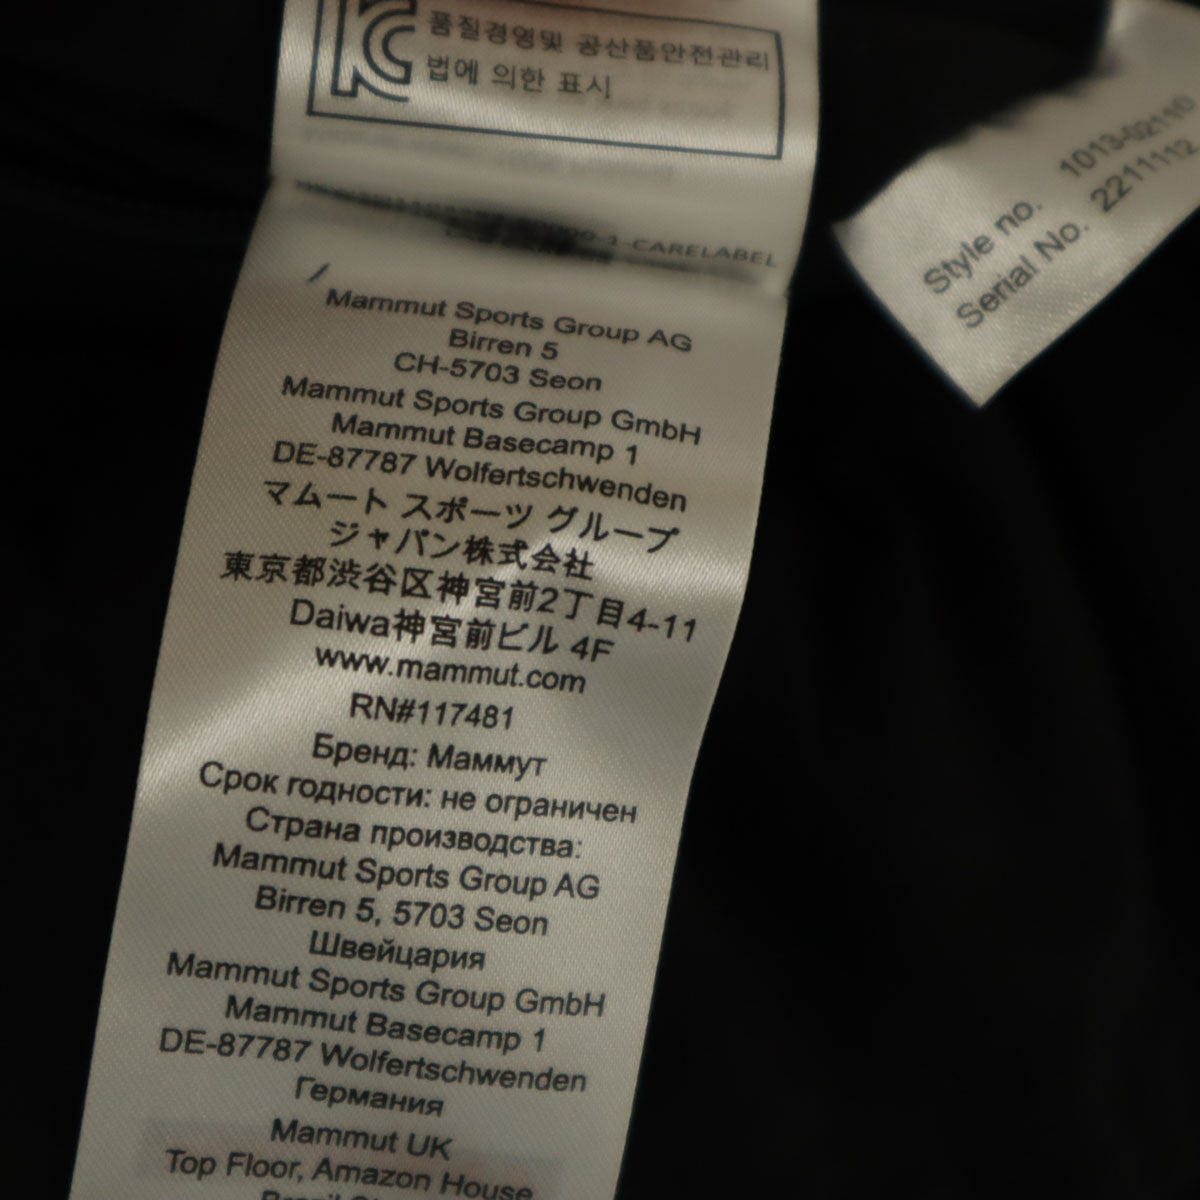 품질경영및 공산품안전관리
법에 의한 표시
-1-CARELABEL
Mammut Sports Group AG
Birren 5
CH-5703 Seon
Mammut Sports Group GmbH
Mammut Basecamp 1
DE-87787 Wolfertschwenden
マムート スポーツ グループ
ジャパン株式会社
東京都渋谷区神宮前2丁目4-11
Daiwa神宮前ビル 4F
www.mammut.com
RN#117481
Бренд: Маммут
Срок годности: не ограничен
Страна производства:
Mammut Sports Group AG
Birren 5, 5703 Seon
Швейцария
Mammut Sports Group GmbH
Mammut Basecamp 1
DE-87787 Wolfertschwenden
Германия
Mammut UK
Top Floor, Amazon House
Style no. 1013-02110
Serial No. 2211112